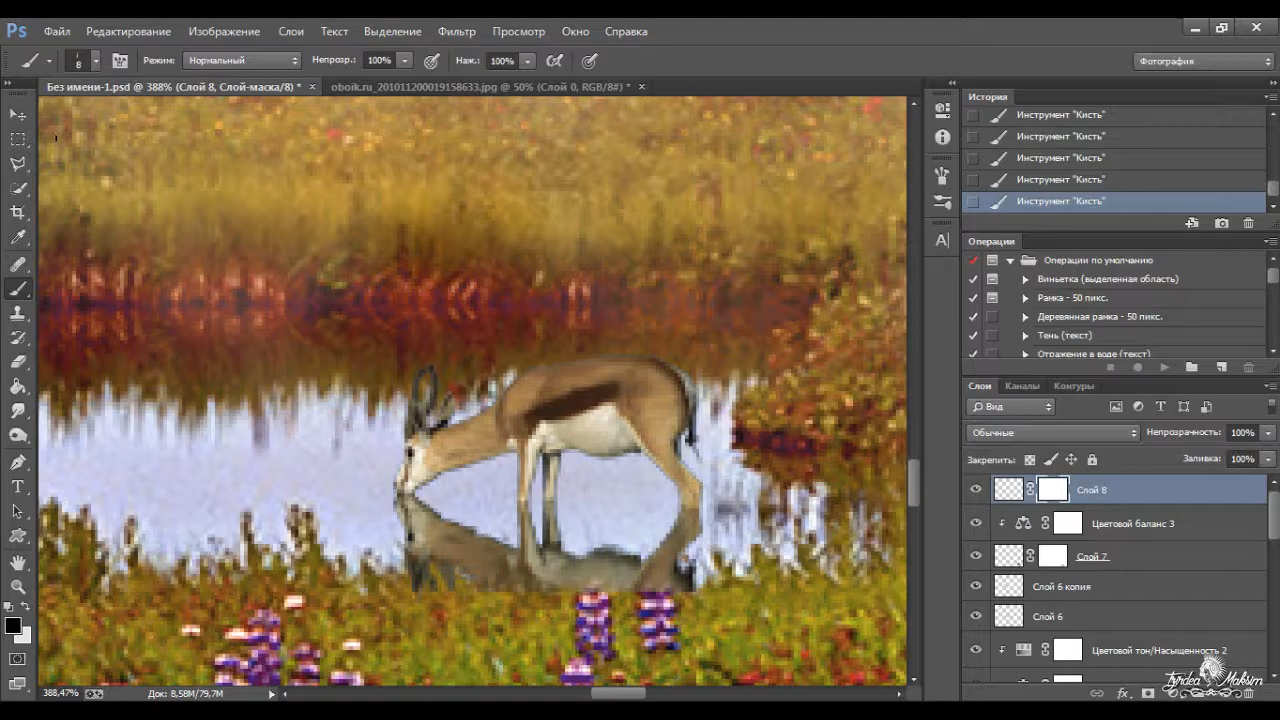 Ps Файл Редактирование Изображение Слои Текст Выделение Фильтр Просмотр Окно Справка
8 Режим: Нормальный Непрозр.: 100% Наж.: 100% Фотография
Без имени-1.psd @ 388% (Слой 8, Слой-маска/8) * × oboik.ru_201011200019158633.jpg @ 50% (Слой 0, RGB/8#) * ×
История
Инструмент "Кисть"
Инструмент "Кисть"
Инструмент "Кисть"
Инструмент "Кисть"
Инструмент "Кисть"
Операции
Операции по умолчанию
Виньетка (выделенная область)
Рамка - 50 пикс.
Деревянная рамка - 50 пикс.
Тень (текст)
Отражение в воде (текст)
Слои Каналы Контуры
Вид
Обычные Непрозрачность: 100%
Закрепить: Заливка: 100%
Слой 8
Цветовой баланс 3
Слой 7
Слой 6 копия
Слой 6
Цветовой тон/Насыщенность 2
388,47% Док: 8,58M/79,7M
Tyrdea Maksim